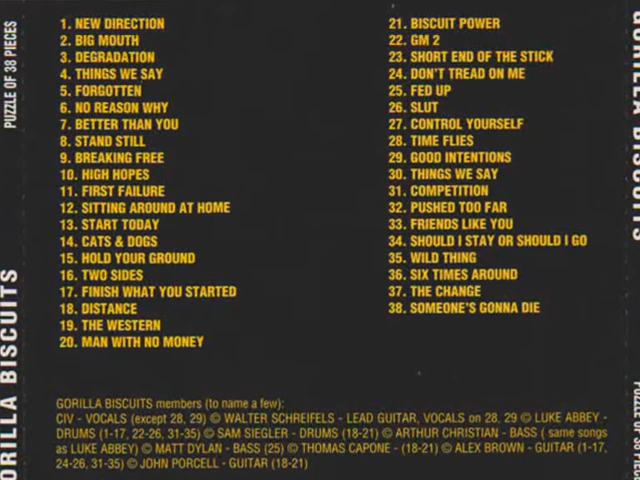 PUZZLE OF 38 PIECES
GORILLA BISCUITS
1. NEW DIRECTION
2. BIG MOUTH
3. DEGRADATION
4. THINGS WE SAY
5. FORGOTTEN
6. NO REASON WHY
7. BETTER THAN YOU
8. STAND STILL
9. BREAKING FREE
10. HIGH HOPES
11. FIRST FAILURE
12. SITTING AROUND AT HOME
13. START TODAY
14. CATS & DOGS
15. HOLD YOUR GROUND
16. TWO SIDES
17. FINISH WHAT YOU STARTED
18. DISTANCE
19. THE WESTERN
20. MAN WITH NO MONEY
21. BISCUIT POWER
22. GM 2
23. SHORT END OF THE STICK
24. DON'T TREAD ON ME
25. FED UP
26. SLUT
27. CONTROL YOURSELF
28. TIME FLIES
29. GOOD INTENTIONS
30. THINGS WE SAY
31. COMPETITION
32. PUSHED TOO FAR
33. FRIENDS LIKE YOU
34. SHOULD I STAY OR SHOULD I GO
35. WILD THING
36. SIX TIMES AROUND
37. THE CHANGE
38. SOMEONE'S GONNA DIE
GORILLA BISCUITS members (to name a few):
CIV - VOCALS (except 28, 29) © WALTER SCHREIFELS - LEAD GUITAR, VOCALS on 28, 29 © LUKE ABBEY -
DRUMS (1-17, 22-26, 31-35) © SAM SIEGLER - DRUMS (18-21) © ARTHUR CHRISTIAN - BASS ( same songs
as LUKE ABBEY) © MATT DYLAN - BASS (25) © THOMAS CAPONE - (18-21) © ALEX BROWN - GUITAR (1-17,
24-26, 31-35) © JOHN PORCELL - GUITAR (18-21)